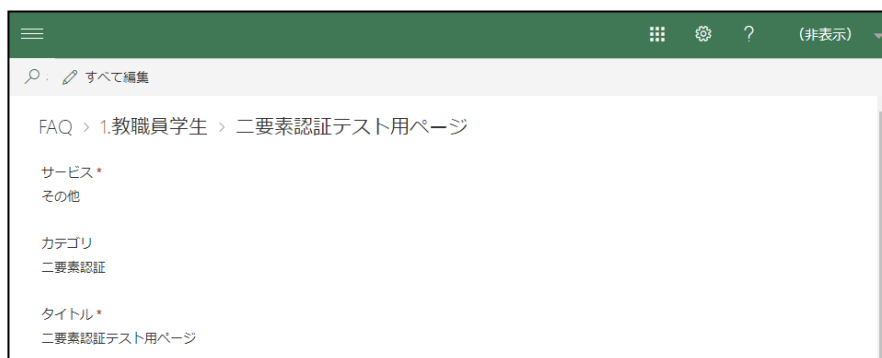 ? (非表示)
すべて編集
FAQ > 1.教職員学生 > 二要素認証テスト用ページ
サービス *
その他
カテゴリ
二要素認証
タイトル *
二要素認証テスト用ページ